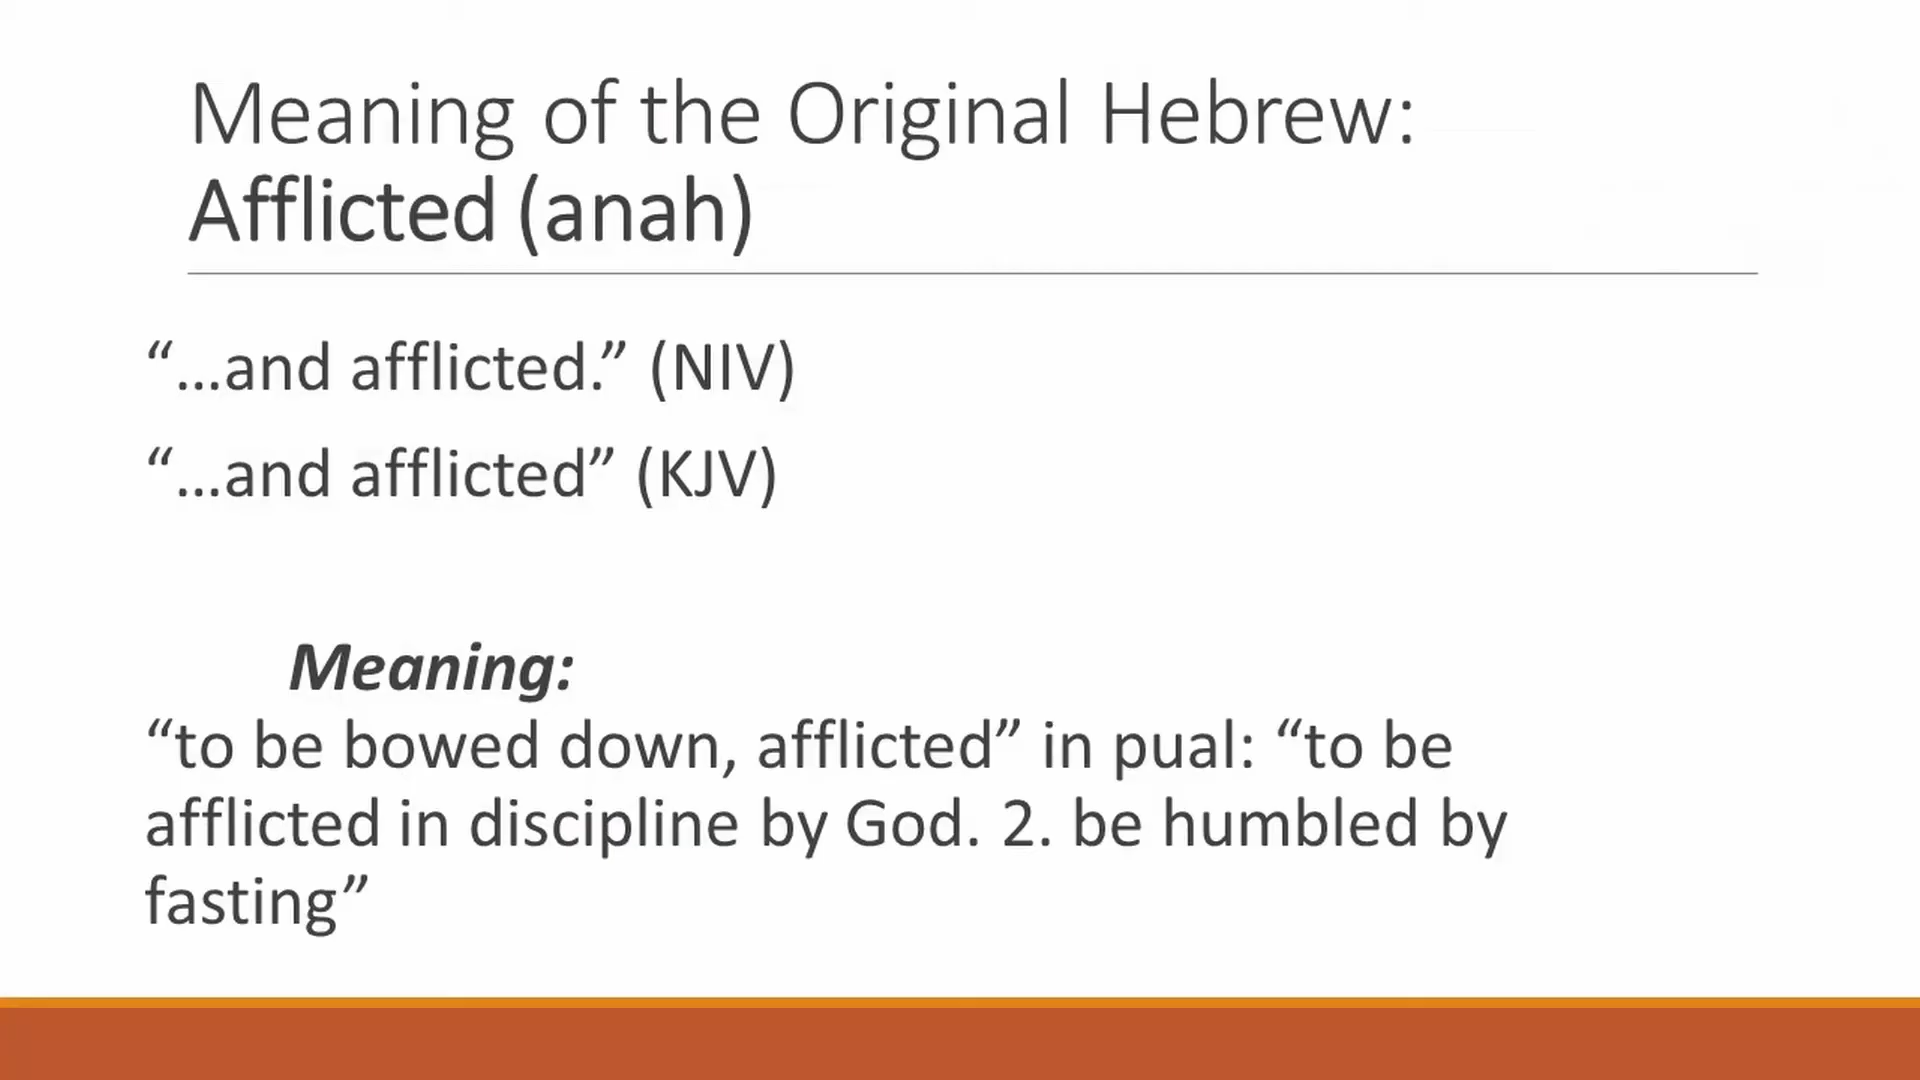 Meaning of the Original Hebrew:
Afflicted (anah)
“…and afflicted.” (NIV)
“…and afflicted” (KJV)
Meaning:
“to be bowed down, afflicted” in pual: “to be
afflicted in discipline by God. 2. be humbled by
fasting”